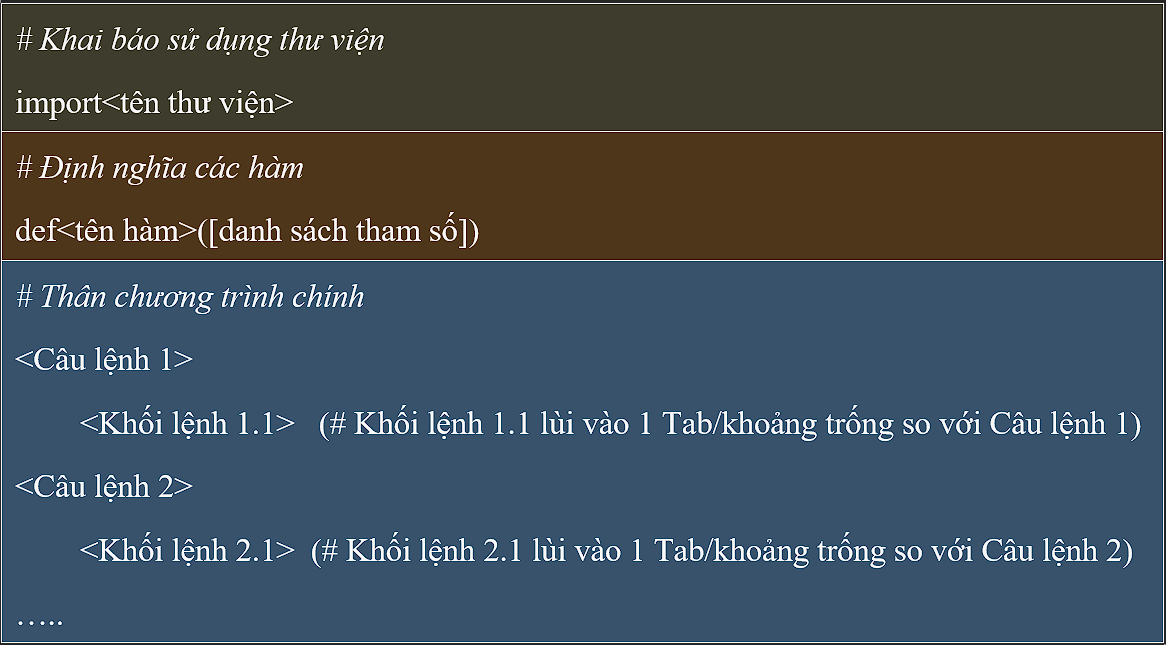 # Khai báo sử dụng thư viện
import<tên thư viện>
# Định nghĩa các hàm
def<tên hàm>([danh sách tham số])
# Thân chương trình chính
<Câu lệnh 1>
<Khối lệnh 1.1> (# Khối lệnh 1.1 lùi vào 1 Tab/khoảng trống so với Câu lệnh 1)
<Câu lệnh 2>
<Khối lệnh 2.1> (# Khối lệnh 2.1 lùi vào 1 Tab/khoảng trống so với Câu lệnh 2)
…..